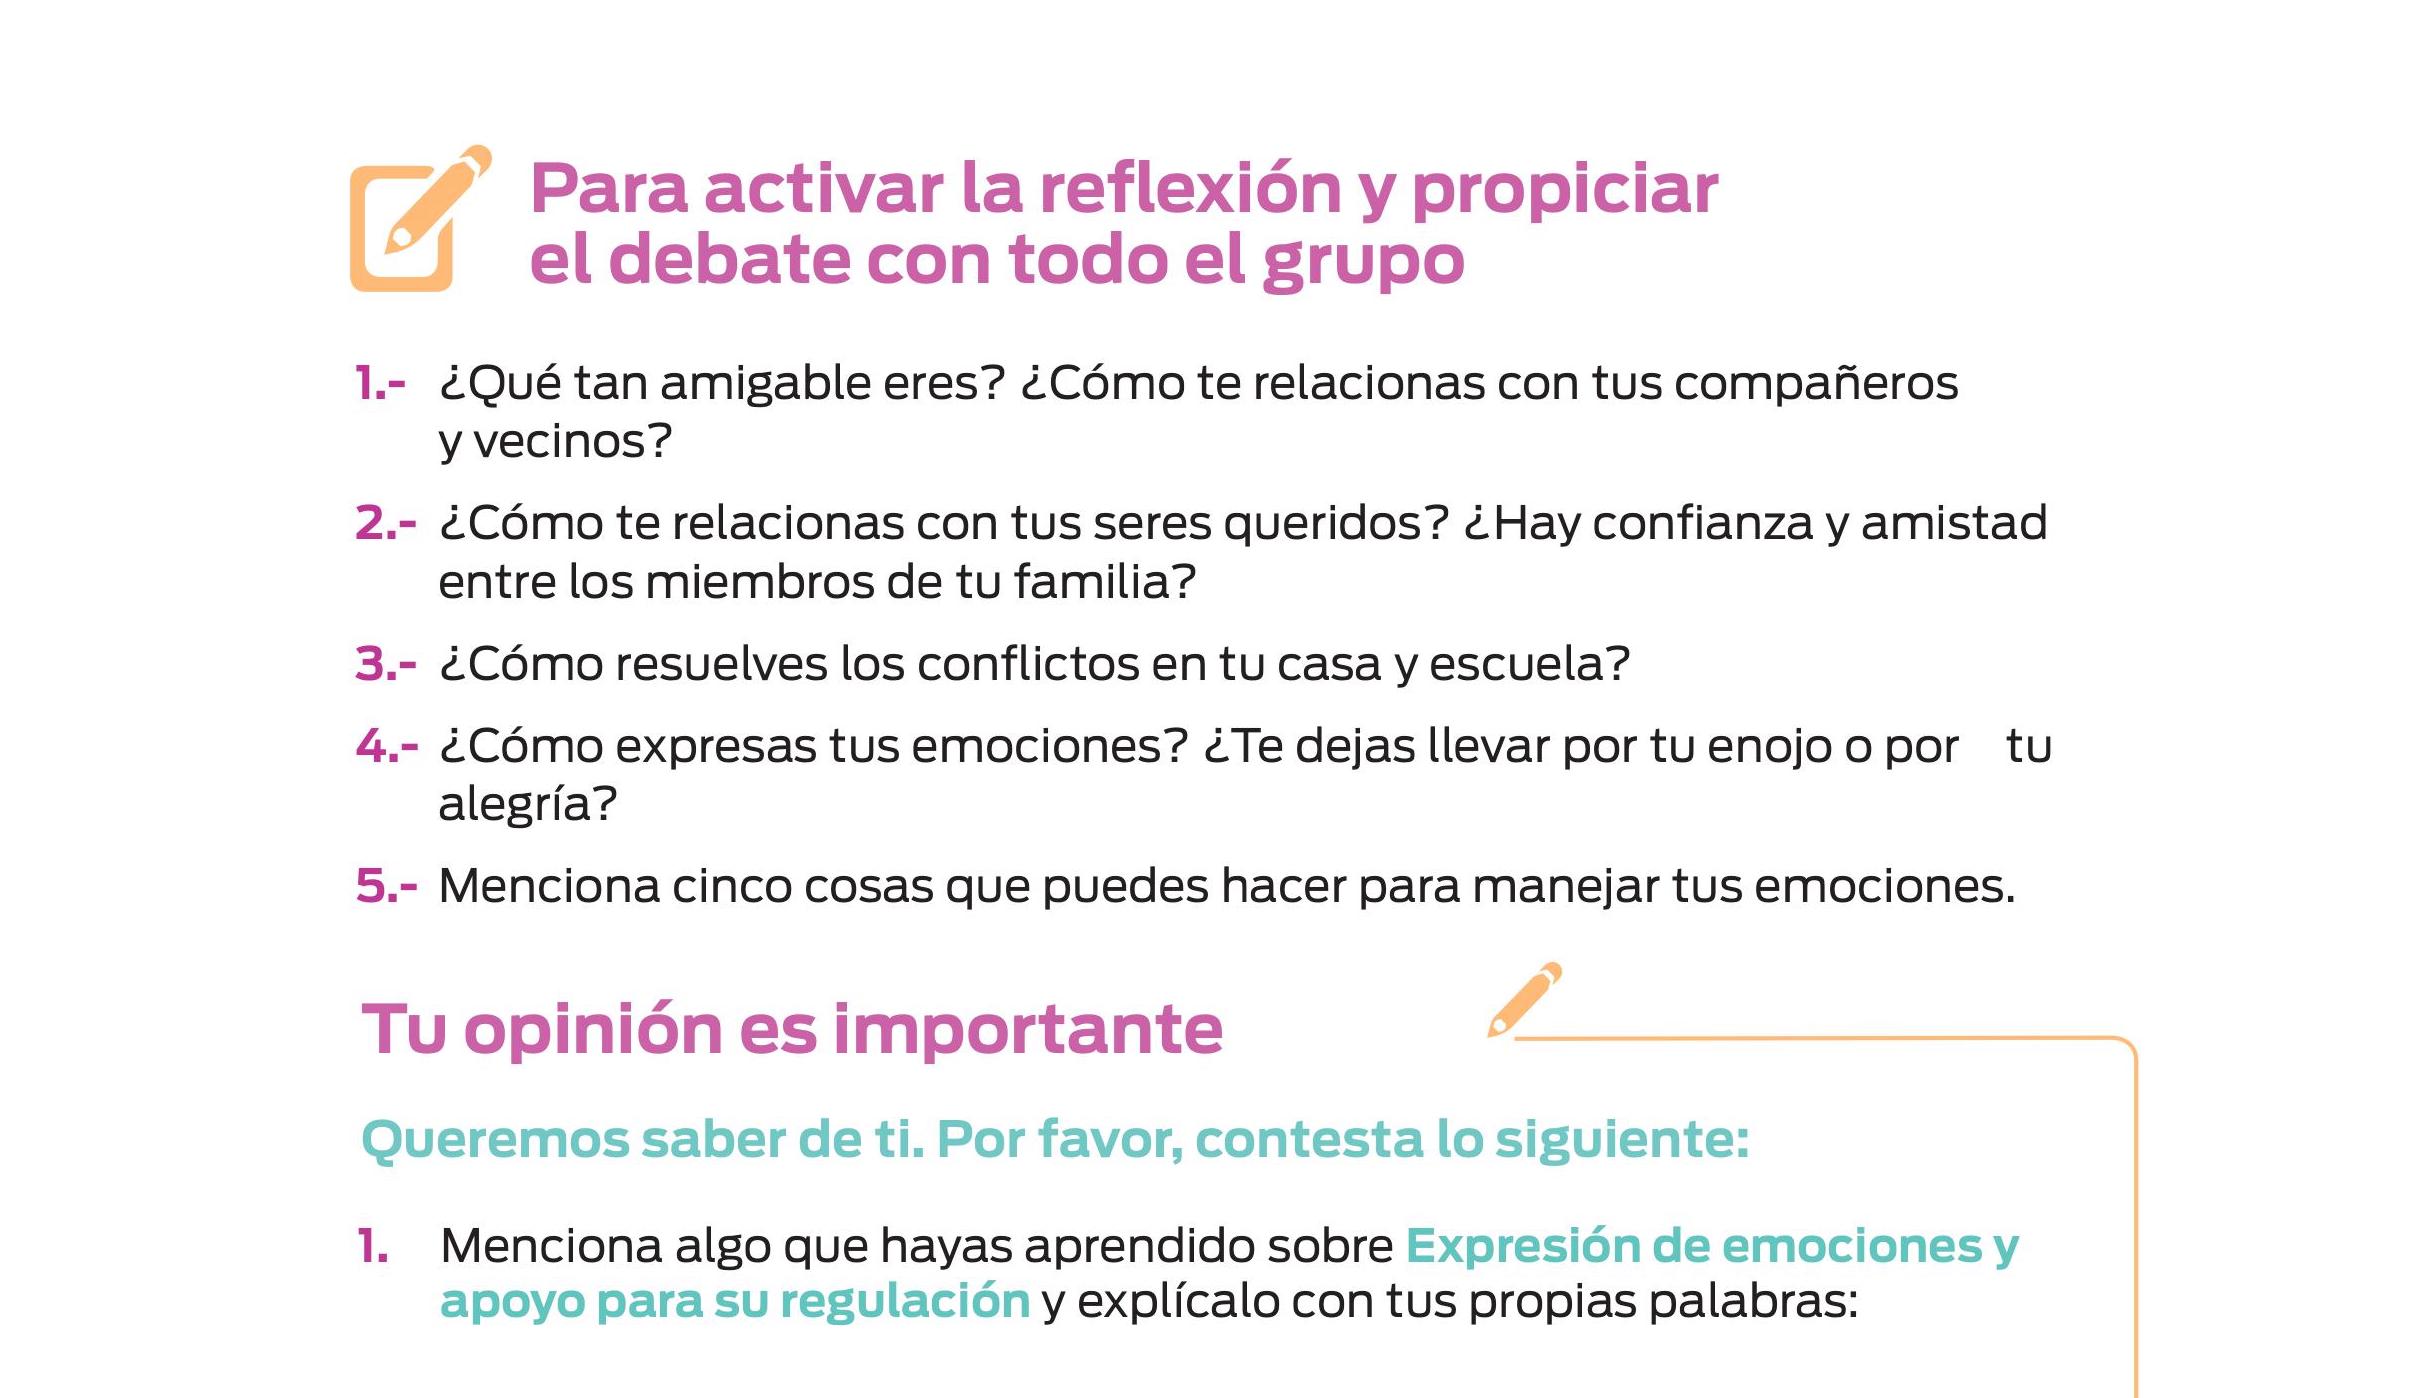 Para activar la reflexión y propiciar
el debate con todo el grupo
1.- ¿Qué tan amigable eres? ¿Cómo te relacionas con tus compañeros
y vecinos?
2.- ¿Cómo te relacionas con tus seres queridos? ¿Hay confianza y amistad
entre los miembros de tu familia?
3.- ¿Cómo resuelves los conflictos en tu casa y escuela?
4.- ¿Cómo expresas tus emociones? ¿Te dejas llevar por tu enojo o por tu
alegría?
5.- Menciona cinco cosas que puedes hacer para manejar tus emociones.
Tu opinión es importante
Queremos saber de ti. Por favor, contesta lo siguiente:
1. Menciona algo que hayas aprendido sobre Expresión de emociones y
apoyo para su regulación y explícalo con tus propias palabras: